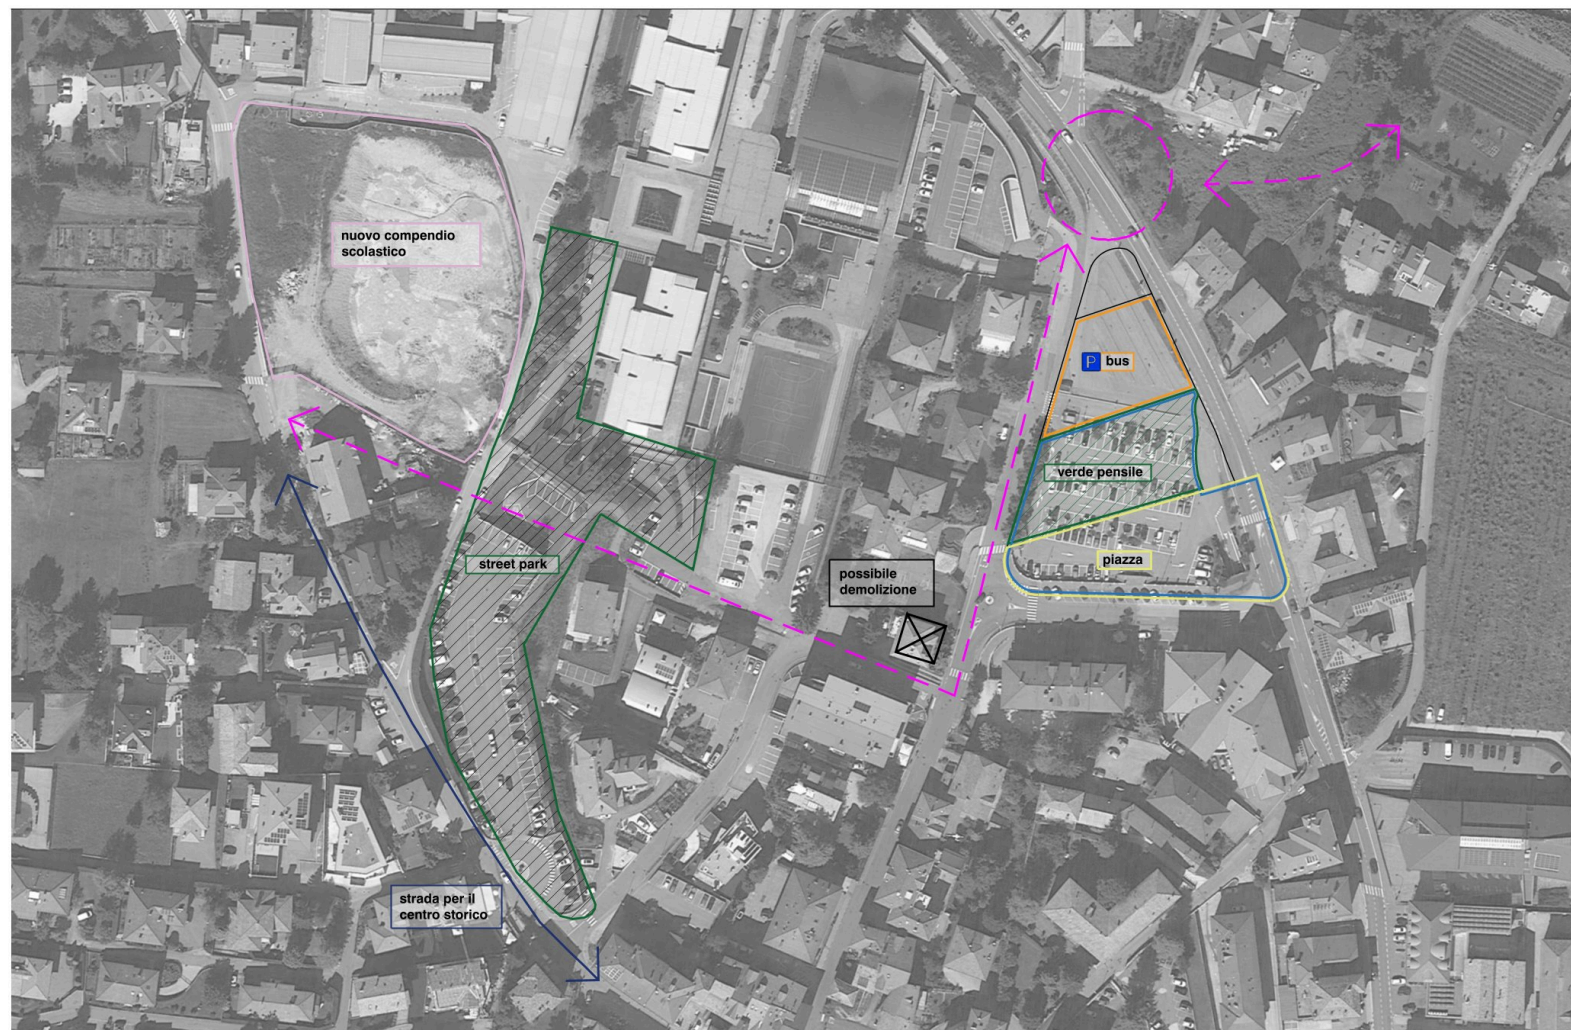 nuovo compendio
scolastico
P bus
verde pensile
street park
piazza
possibile
demolizione
strada per il
centro storico